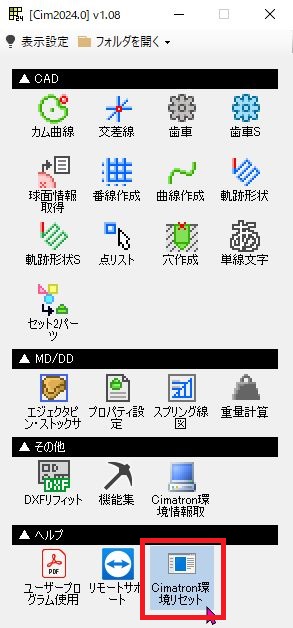 [Cim2024.0] v1.08
表示設定 フォルダを開く
CAD
カム曲線 交差線 歯車 歯車S
球面情報取得 番線作成 曲線作成 軌跡形状
軌跡形状S 点リスト 穴作成 単線文字
あ
セット2パーツ
MD/DD
エジェクタピン・ストックサ プロパティ設定 スプリング線図 重量計算
その他
DXF
DXFリフィット 機能集 Cimatron環境情報取
ヘルプ
PDF
ユーザープログラム使用 リモートサポート Cimatron環境リセット